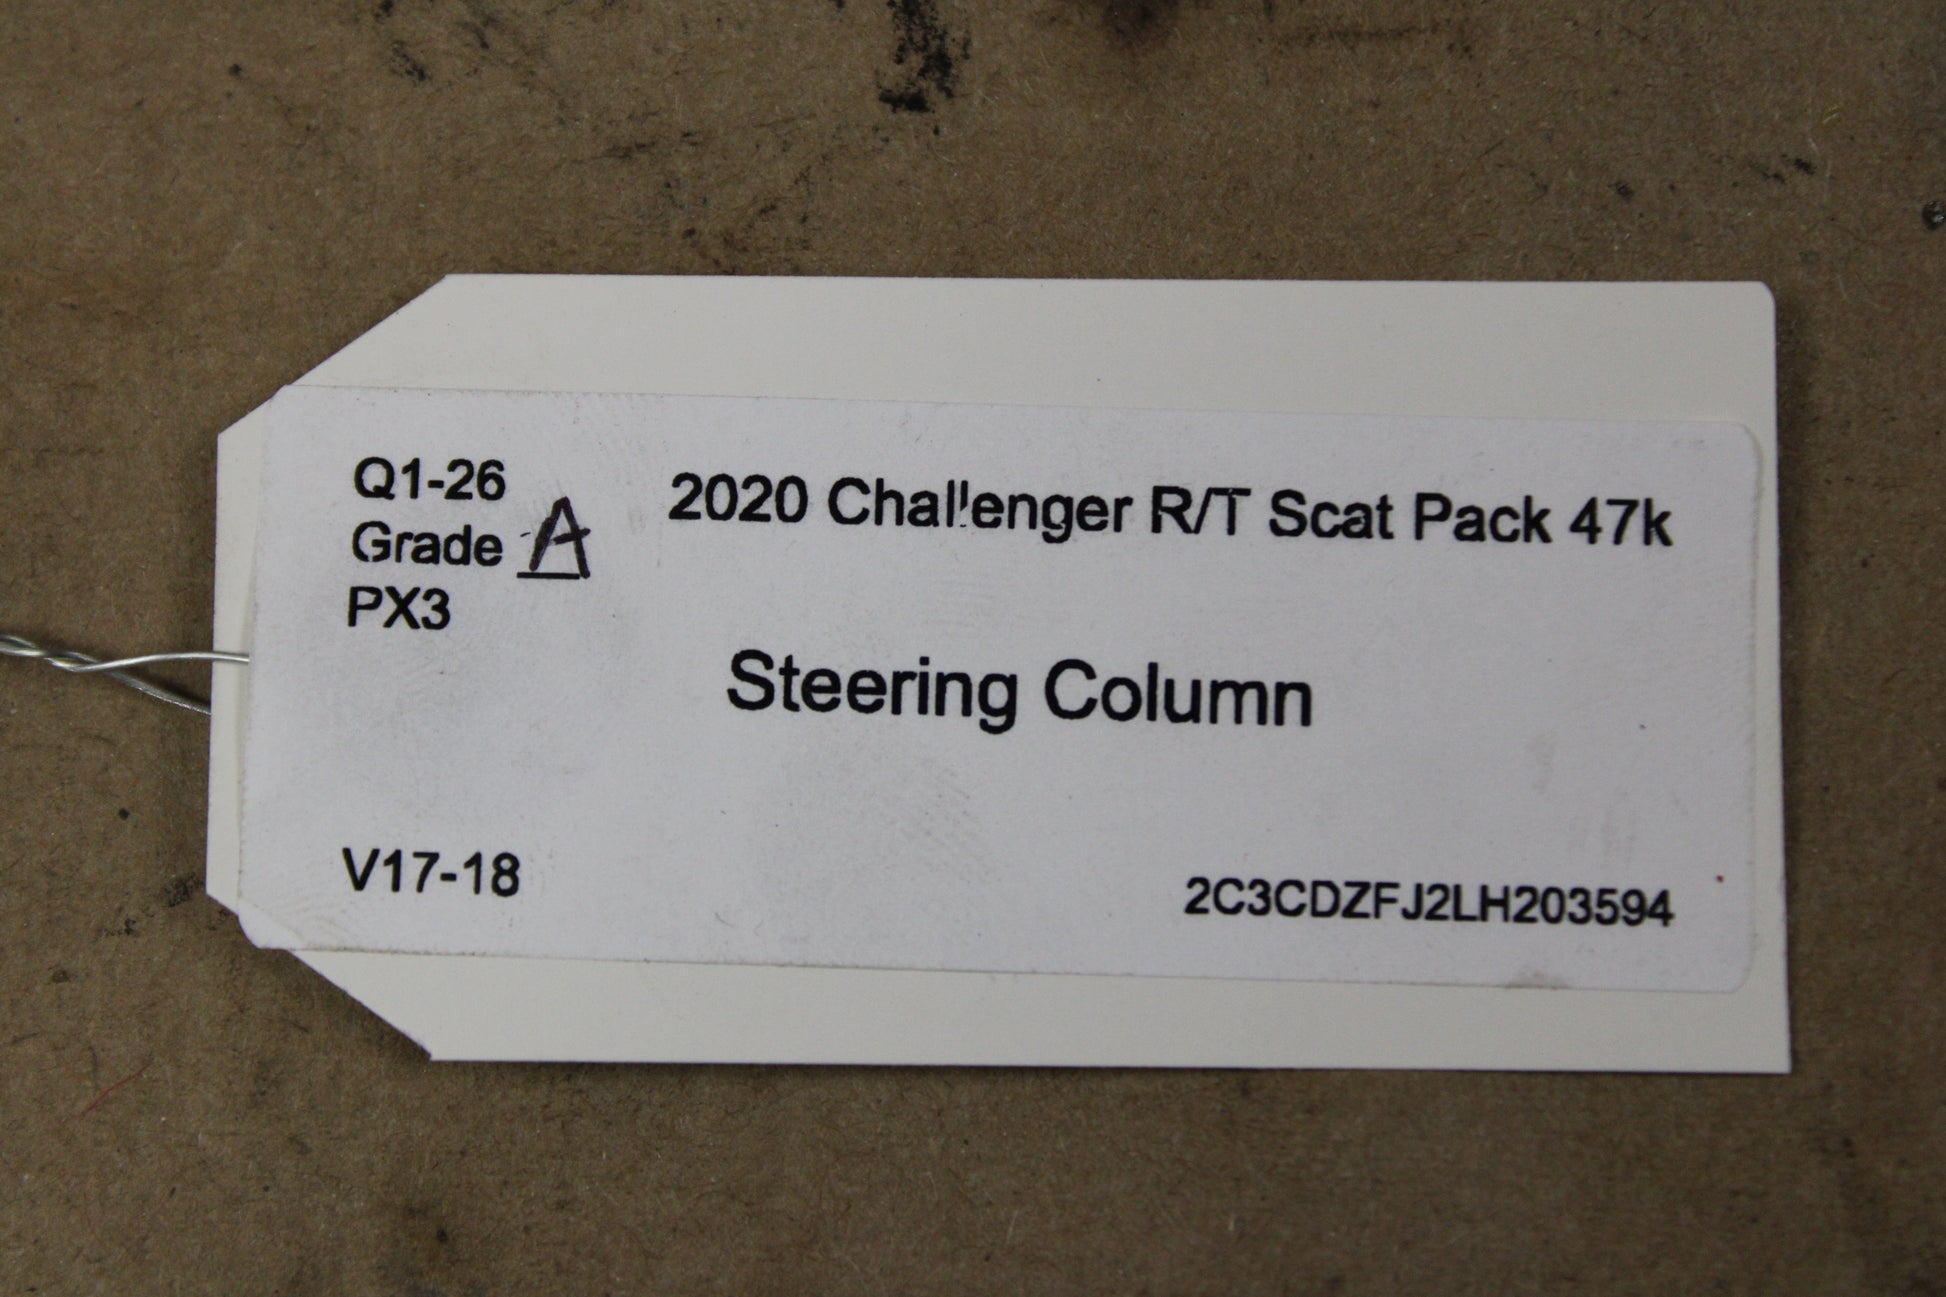 Q1-26
Grade A
PX3
2020 Challenger R/T Scat Pack 47k
Steering Column
V17-18
2C3CDZFJ2LH203594